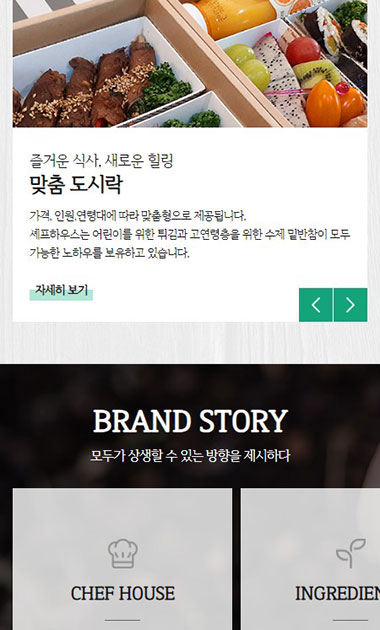 즐거운 식사, 새로운 힐링
맞춤 도시락
가격, 인원,연령대에 따라 맞춤형으로 제공됩니다.
셰프하우스는 어린이를 위한 튀김과 고연령층을 위한 수제 밑반찬이 모두
가능한 노하우를 보유하고 있습니다.
자세히 보기
BRAND STORY
모두가 상생할 수 있는 방향을 제시하다
CHEF HOUSE
INGREDIEN